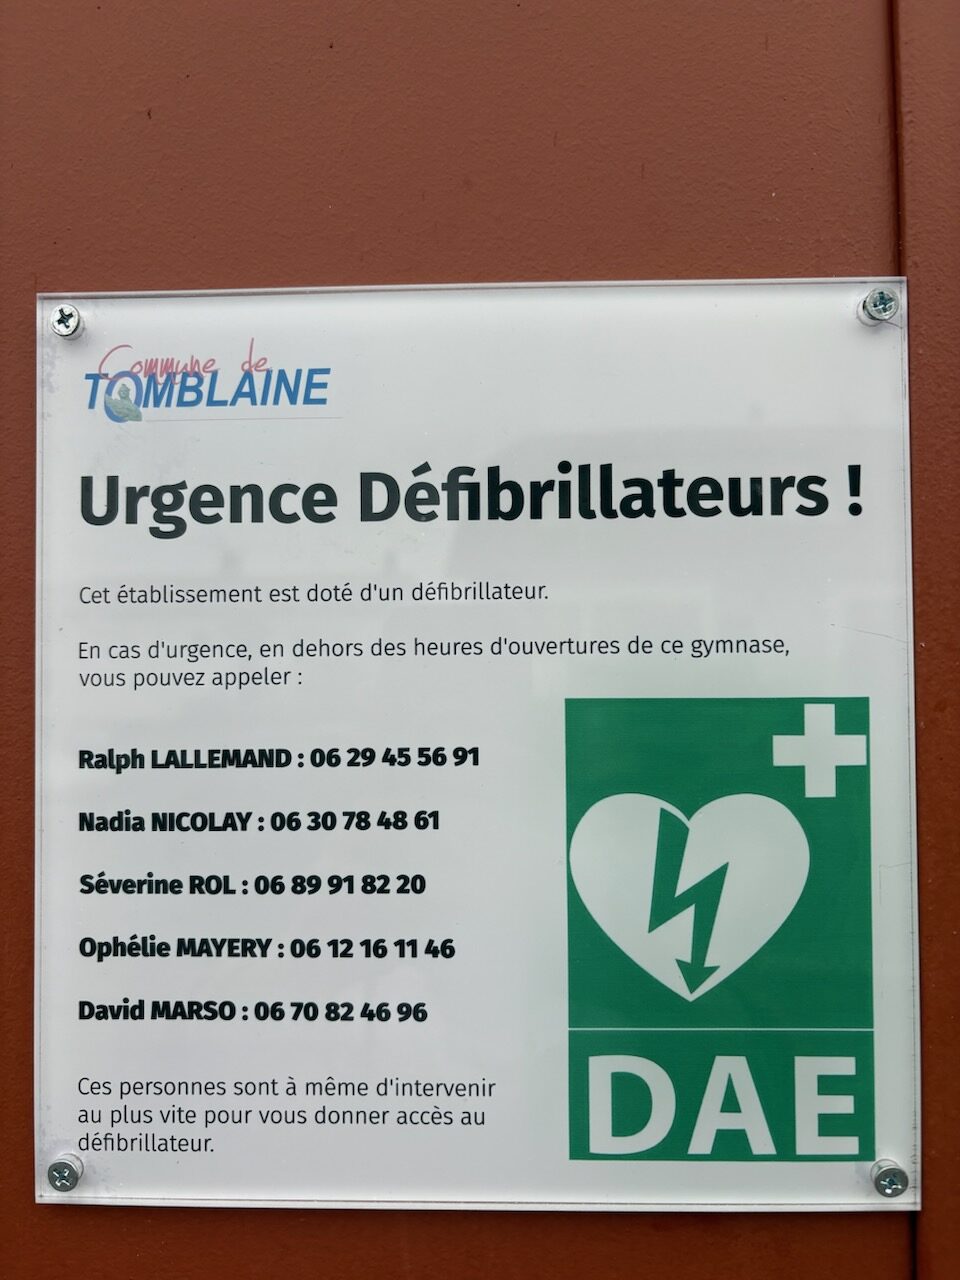 Commune de
TOMBLAINE
Urgence Défibrillateurs !
Cet établissement est doté d'un défibrillateur.
En cas d'urgence, en dehors des heures d'ouvertures de ce gymnase,
vous pouvez appeler :
Ralph LALLEMAND : 06 29 45 56 91
Nadia NICOLAY : 06 30 78 48 61
Séverine ROL : 06 89 91 82 20
Ophélie MAYERY : 06 12 16 11 46
David MARSO : 06 70 82 46 96
Ces personnes sont à même d'intervenir
au plus vite pour vous donner accès au
défibrillateur.
DAE